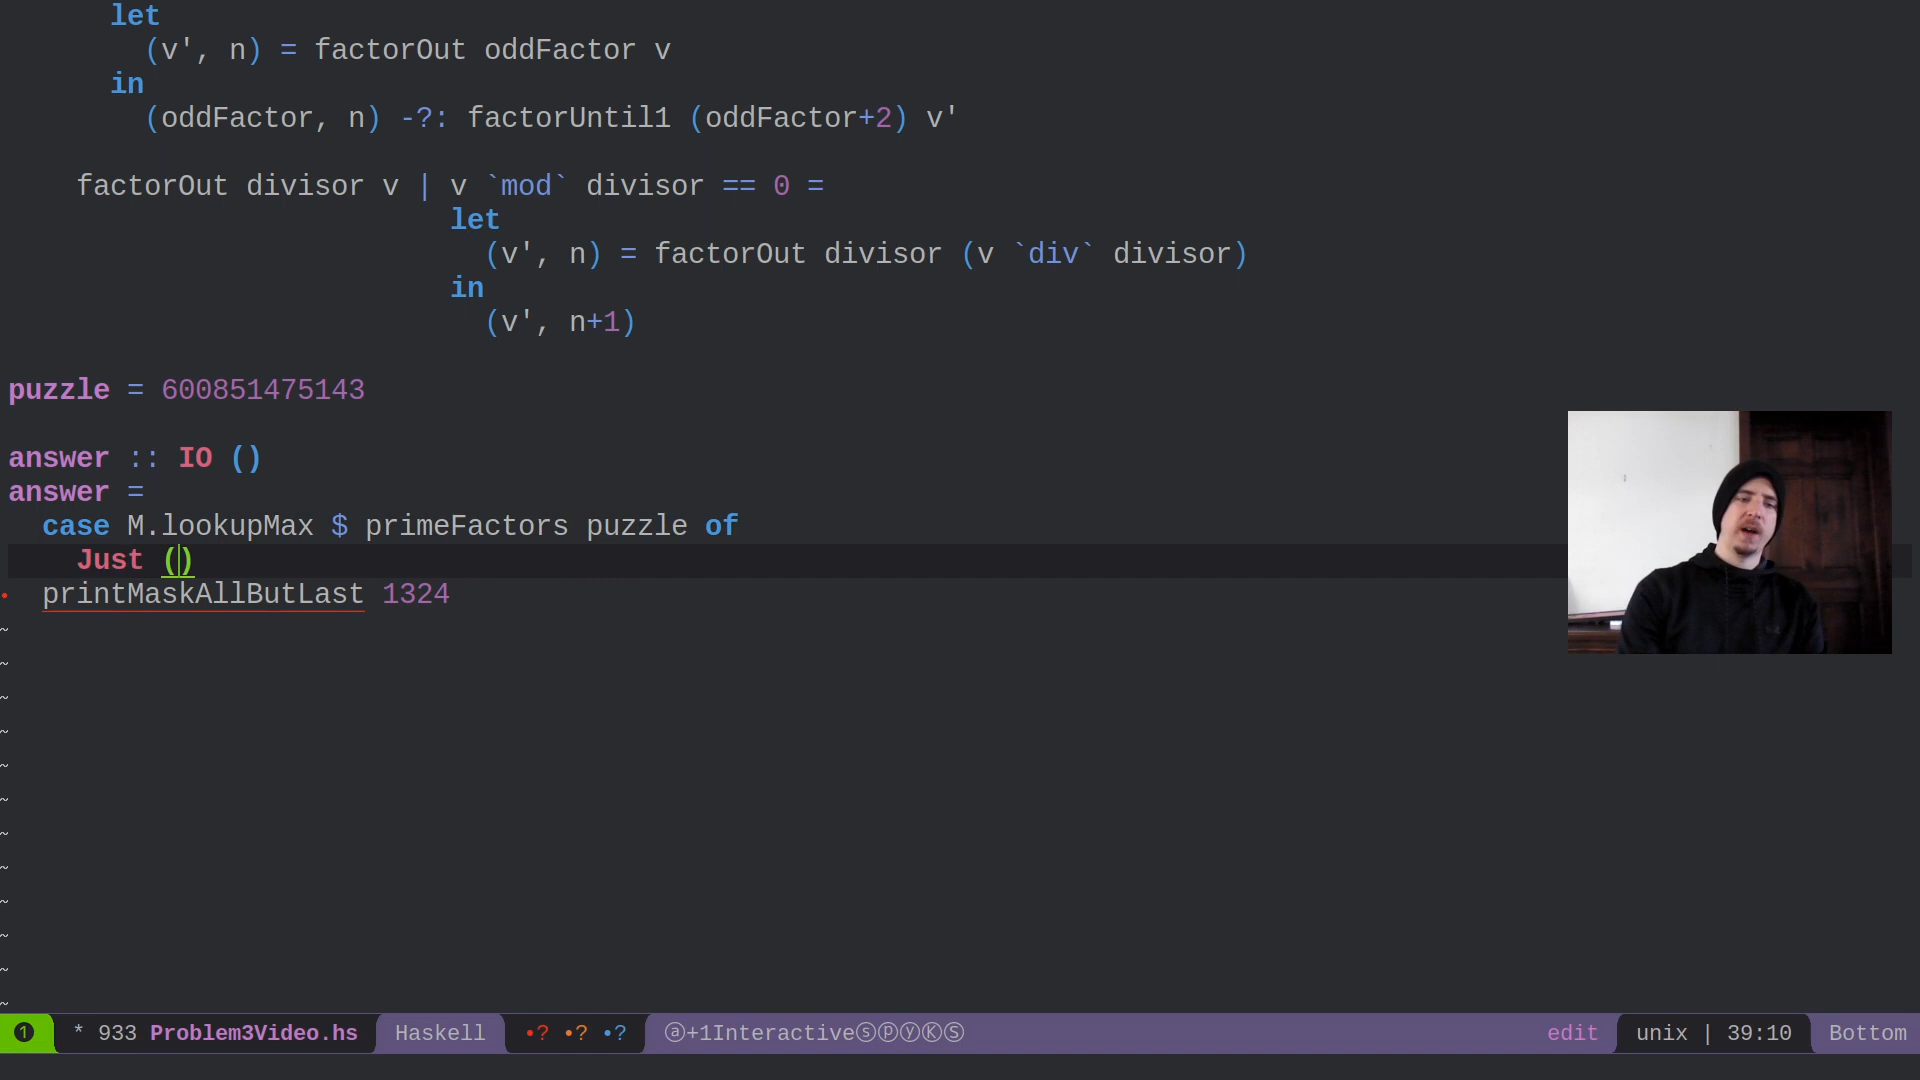 let
(v', n) = factorOut oddFactor v
in
(oddFactor, n) -?: factorUntil1 (oddFactor+2) v'
factorOut divisor v | v `mod` divisor == 0 =
let
(v', n) = factorOut divisor (v `div` divisor)
in
(v', n+1)
puzzle = 600851475143
answer :: IO ()
answer =
case M.lookupMax $ primeFactors puzzle of
Just ()
printMaskAllButLast 1324
~
~
~
~
~
~
~
~
~
~
~
~
❶ * 933 Problem3Video.hs Haskell •? •? •? ⓐ+1InteractiveⓢⓟⓨⓀⓈ edit unix | 39:10 Bottom